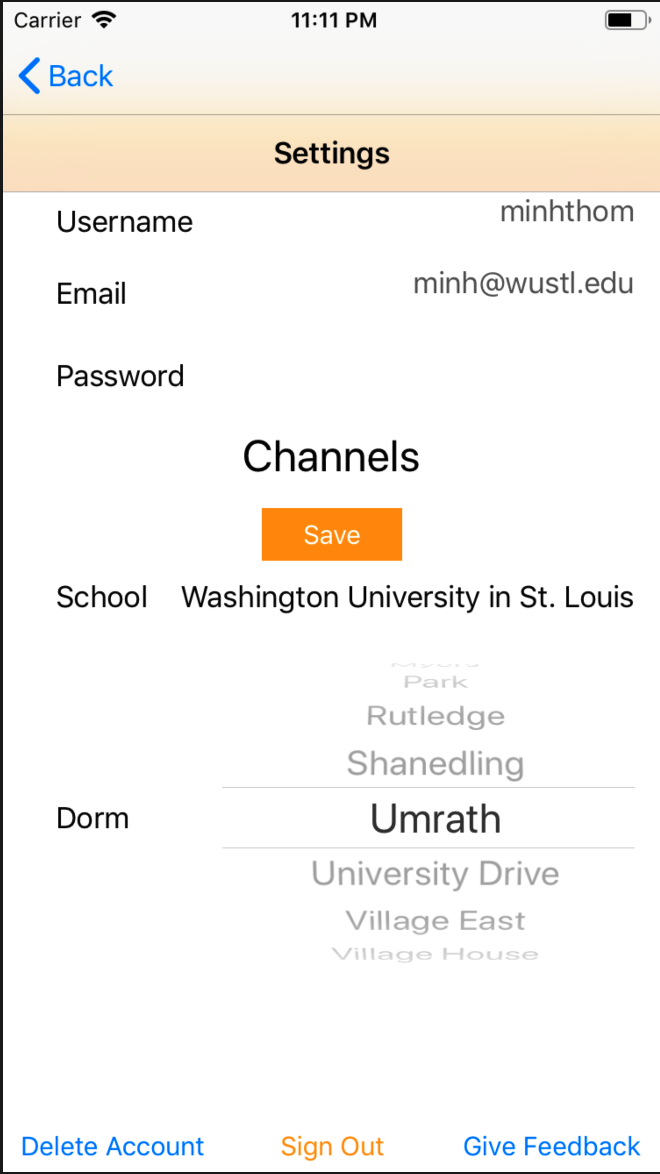 Carrier 11:11 PM
Back
Settings
Username minhthom
Email minh@wustl.edu
Password
Channels
Save
School Washington University in St. Louis
Park
Rutledge
Shanedling
Dorm Umrath
University Drive
Village East
Village House
Delete Account Sign Out Give Feedback